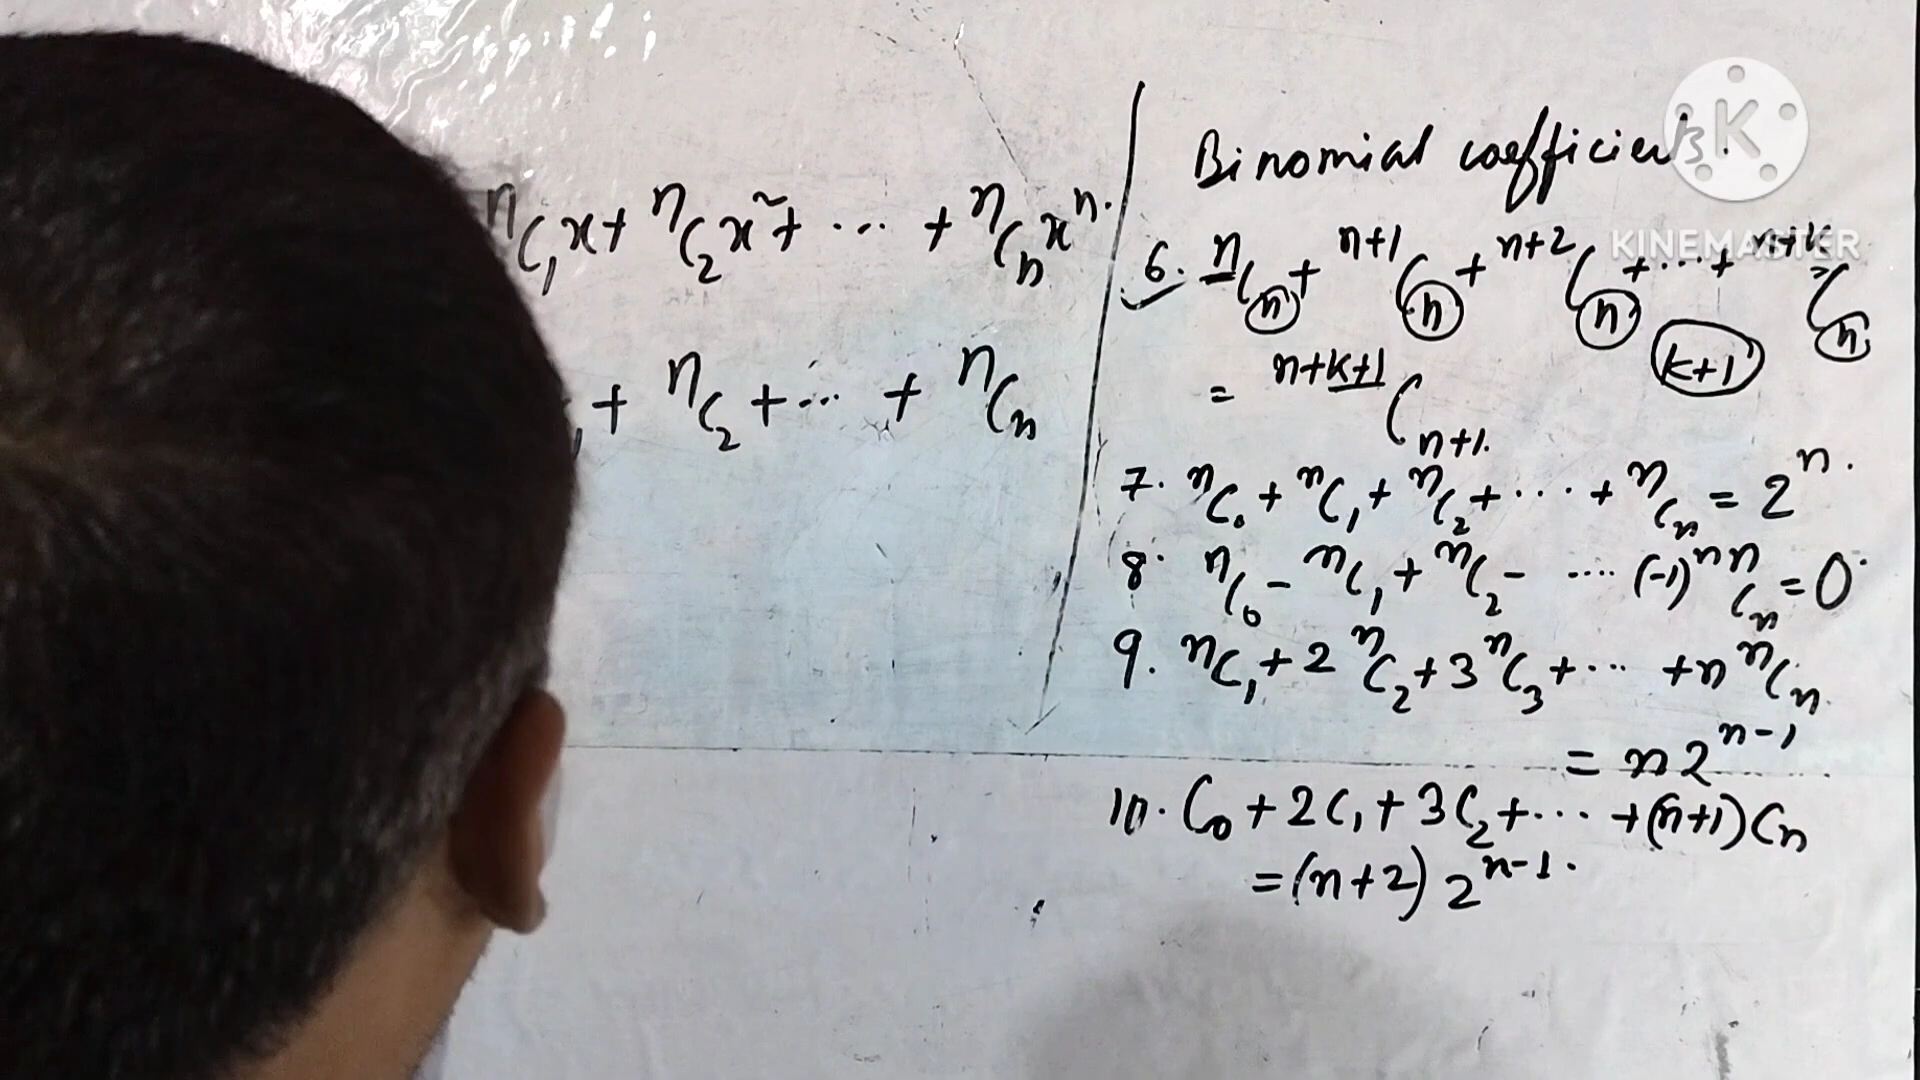 ⁿC₁x + ⁿC₂x² + ... + ⁿCₙxⁿ.
+ ⁿC₂ + ... + ⁿCₙ
Binomial coefficients.
6. ⁿCₙ + ⁿ⁺¹Cₙ + ⁿ⁺²Cₙ + ... + ⁿ⁺ᵏCₙ
k+1
= ⁿ⁺ᵏ⁺¹Cₙ₊₁.
7. ⁿC₀ + ⁿC₁ + ⁿC₂ + ... + ⁿCₙ = 2ⁿ.
8. ⁿC₀ - ⁿC₁ + ⁿC₂ - .... (-1)ⁿ ⁿCₙ = 0
9. ⁿC₁ + 2 ⁿC₂ + 3 ⁿC₃ + ... + n ⁿCₙ
= n 2ⁿ⁻¹
10. C₀ + 2C₁ + 3C₂ + ... + (n+1)Cₙ
= (n+2) 2ⁿ⁻¹.
K
KINEMASTER